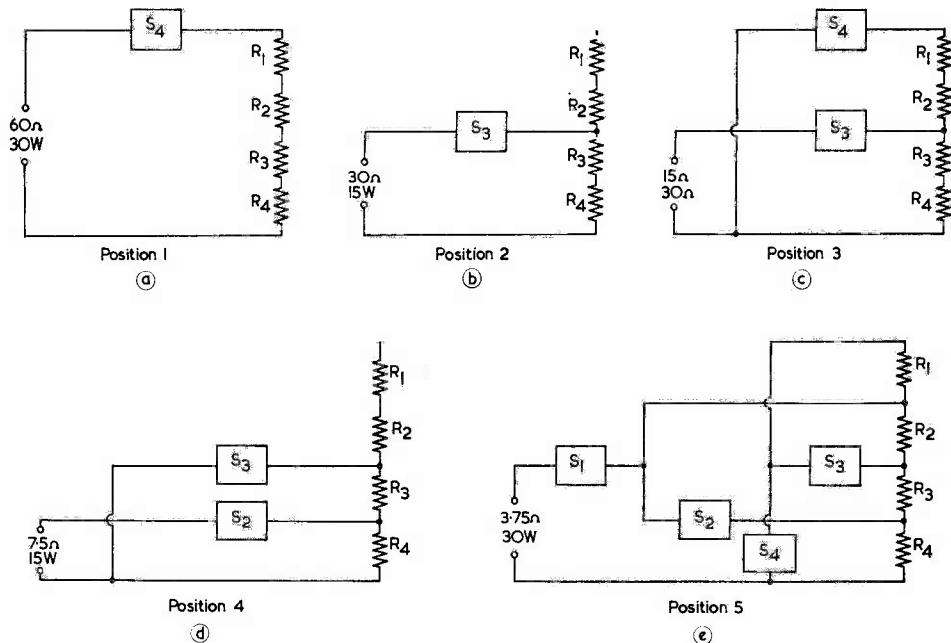 S4
R1
R2
60Ω
30W
R3
R4
Position 1
(a)
R1
R2
S3
30Ω
15W
R3
R4
Position 2
(b)
S4
R1
R2
S3
15Ω
30Ω
R3
R4
Position 3
(c)
R1
R2
S3
R3
S2
7·5Ω
15W
R4
Position 4
(d)
R1
R2
S1
S3
R3
3·75Ω
30W
S2
S4
R4
Position 5
(e)